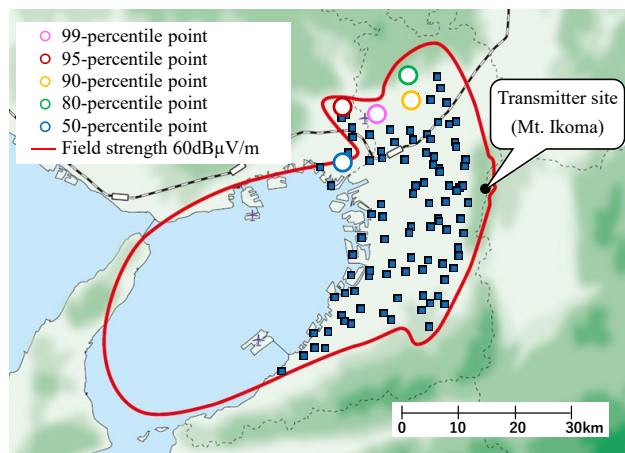 99-percentile point
95-percentile point
90-percentile point
80-percentile point
50-percentile point
Field strength 60dBµV/m
Transmitter site
(Mt. Ikoma)
0 10 20 30km